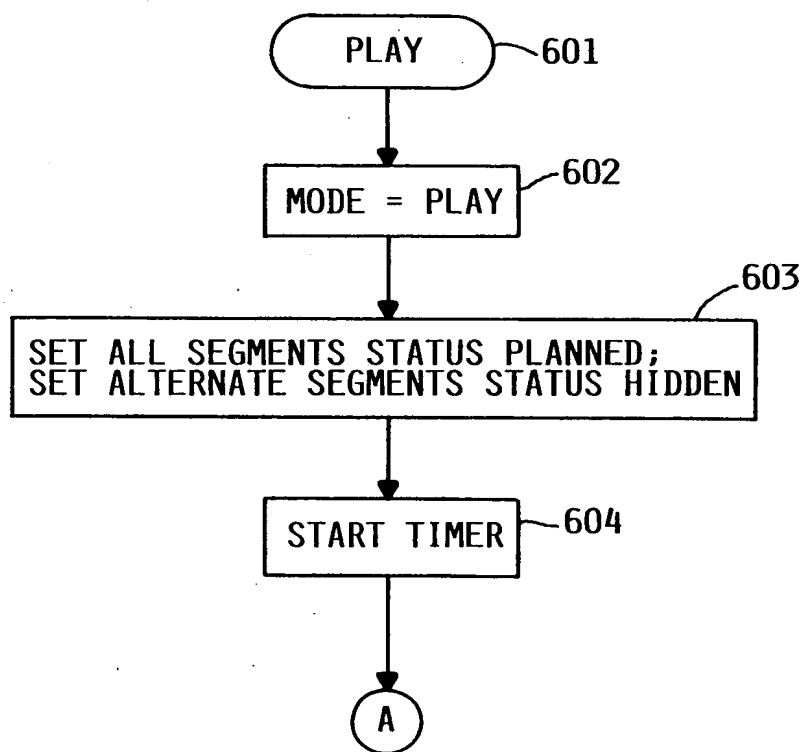 PLAY
601
MODE = PLAY
602
603
SET ALL SEGMENTS STATUS PLANNED;
SET ALTERNATE SEGMENTS STATUS HIDDEN
START TIMER
604
A